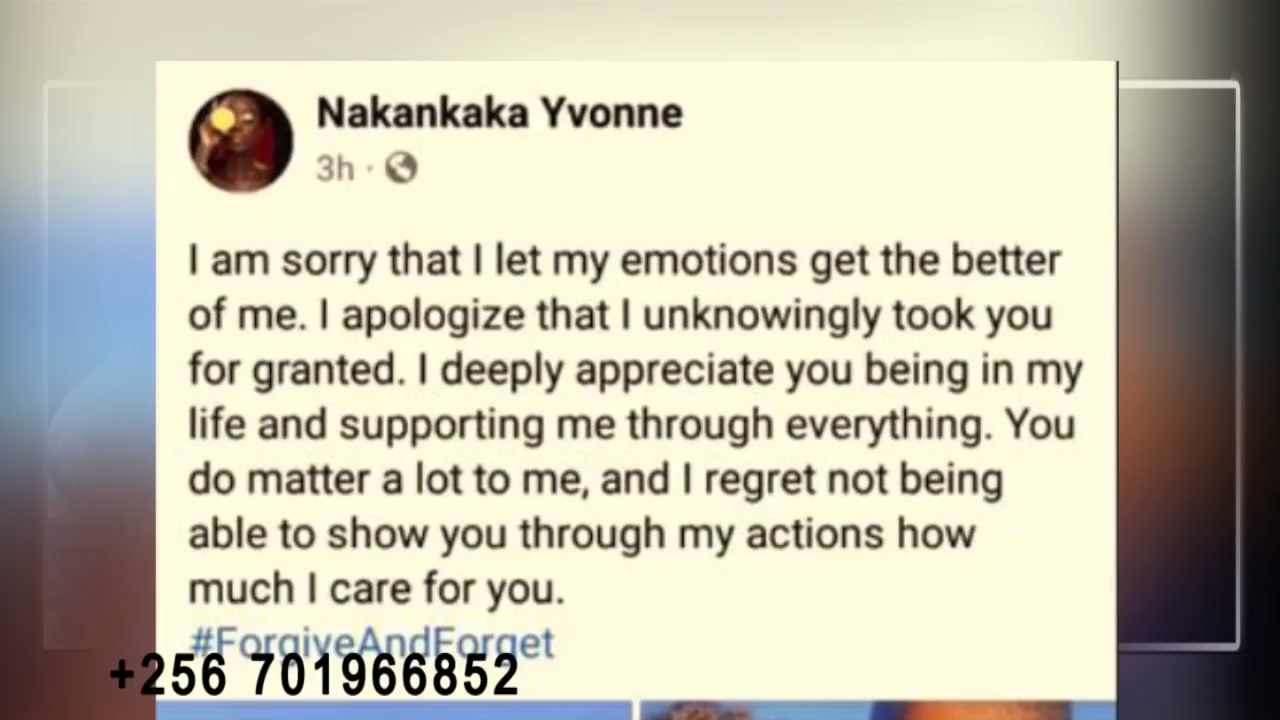 Nakankaka Yvonne
3h ·
I am sorry that I let my emotions get the better
of me. I apologize that I unknowingly took you
for granted. I deeply appreciate you being in my
life and supporting me through everything. You
do matter a lot to me, and I regret not being
able to show you through my actions how
much I care for you.
#ForgiveAndForget
+256 701966852